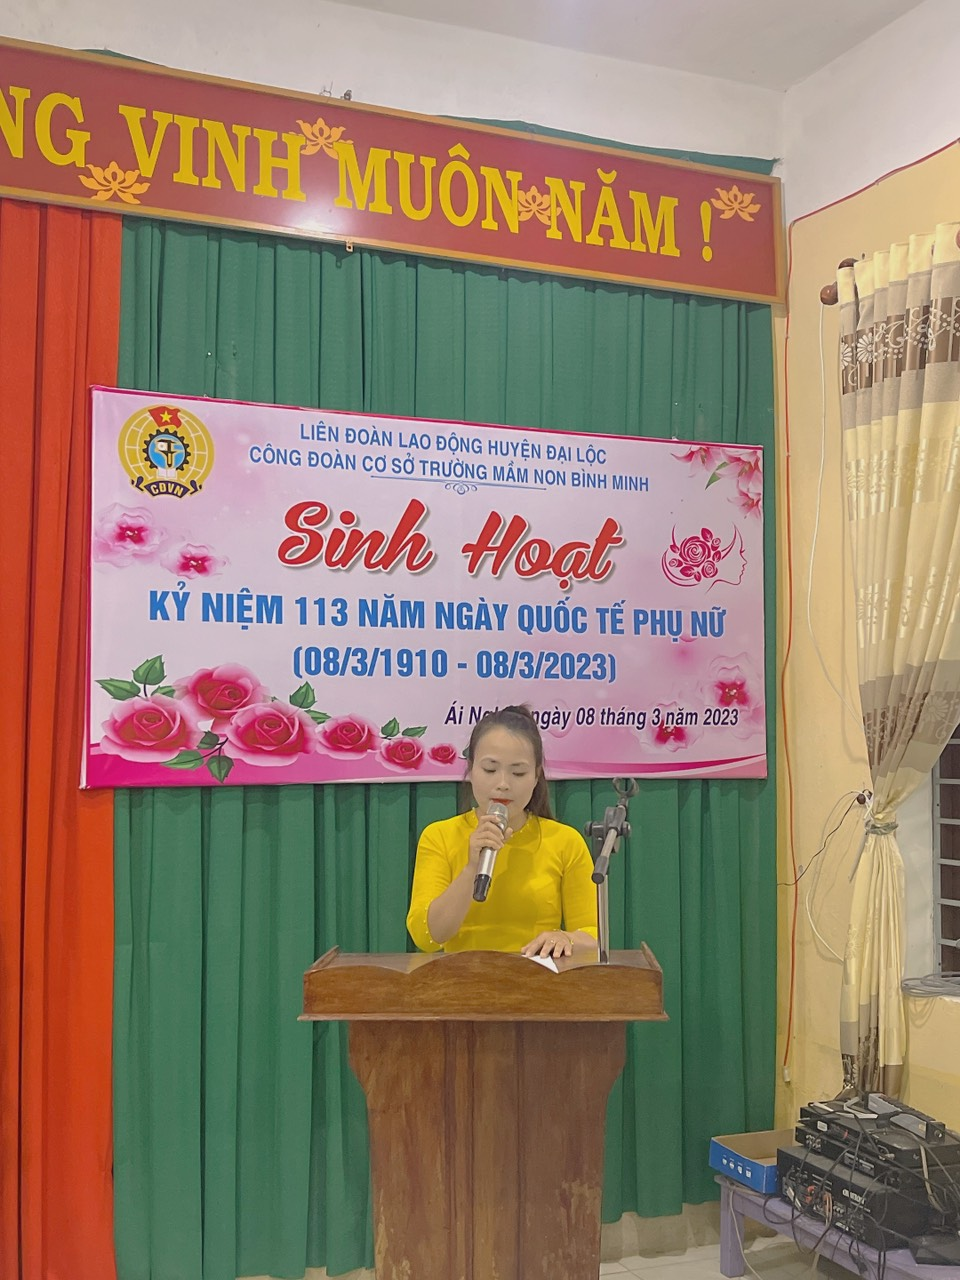 NG VINH MUÔN NĂM !
LIÊN ĐOÀN LAO ĐỘNG HUYỆN ĐẠI LỘC
CÔNG ĐOÀN CƠ SỞ TRƯỜNG MẦM NON BÌNH MINH
CĐVN
Sinh Hoạt
KỶ NIỆM 113 NĂM NGÀY QUỐC TẾ PHỤ NỮ
(08/3/1910 - 08/3/2023)
Ái ngày 08 tháng 3 năm 2023